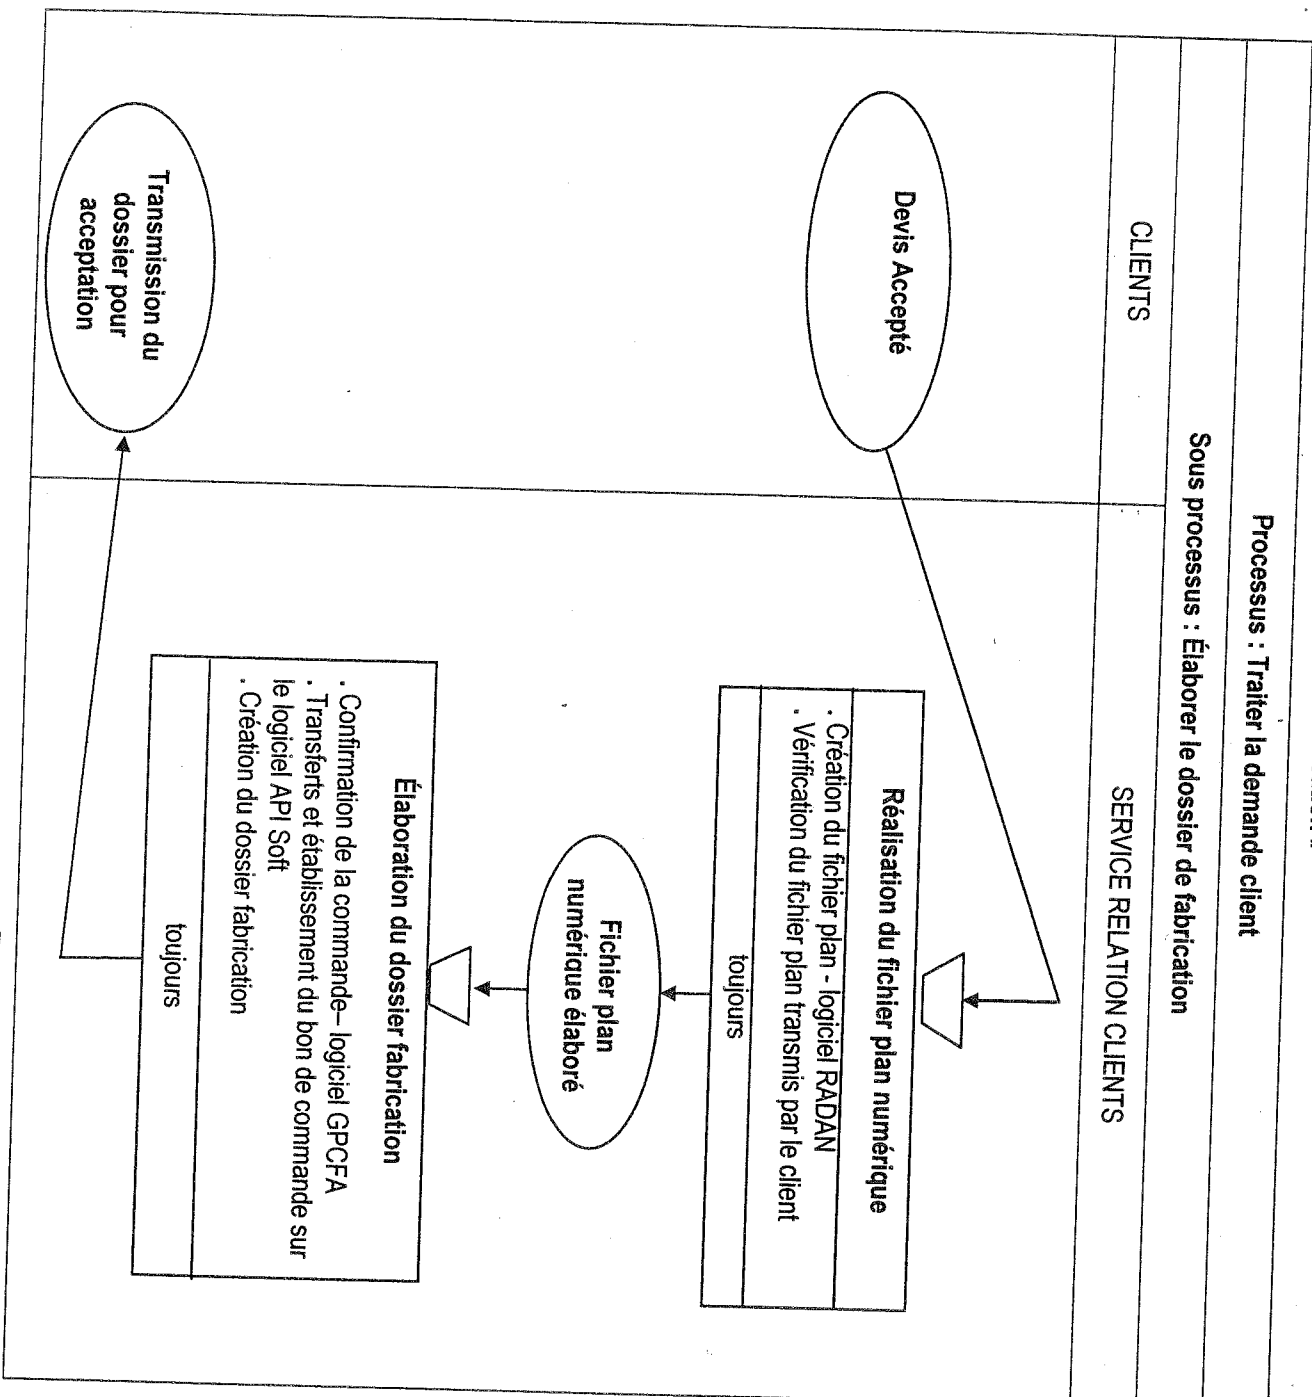 Processus : Traiter la demande client
Sous processus : Élaborer le dossier de fabrication
CLIENTS
SERVICE RELATION CLIENTS
Devis Accepté
Réalisation du fichier plan numérique
. Création du fichier plan - logiciel RADAN
. Vérification du fichier plan transmis par le client
toujours
Fichier plan
numérique élaboré
Élaboration du dossier fabrication
. Confirmation de la commande– logiciel GPCFA
. Transferts et établissement du bon de commande sur
le logiciel API Soft
. Création du dossier fabrication
toujours
Transmission du
dossier pour
acceptation